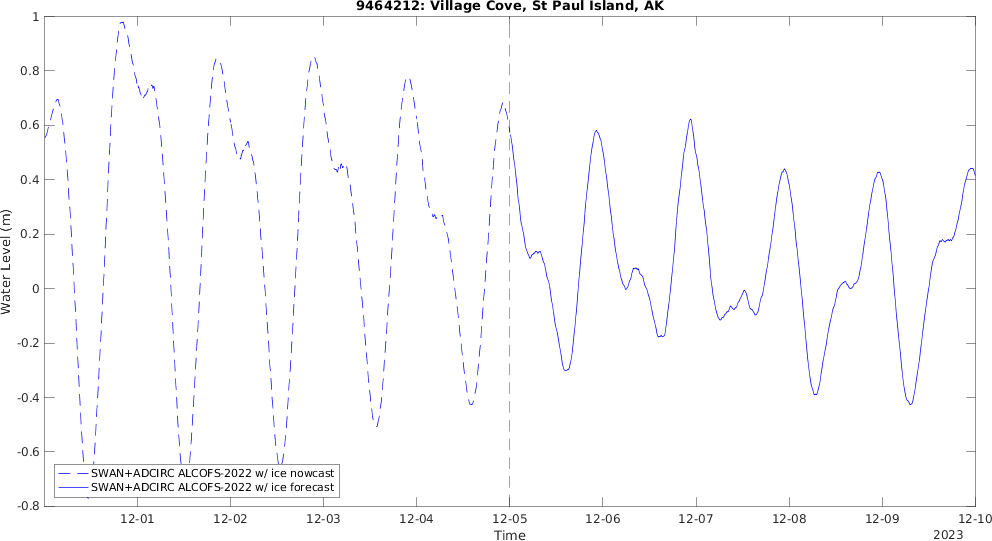 9464212: Village Cove, St Paul Island, AK
Water Level (m)
1
0.8
0.6
0.4
0.2
0
-0.2
-0.4
-0.6
-0.8
SWAN+ADCIRC ALCOFS-2022 w/ ice nowcast
SWAN+ADCIRC ALCOFS-2022 w/ ice forecast
12-01 12-02 12-03 12-04 12-05 12-06 12-07 12-08 12-09 12-10
Time
2023